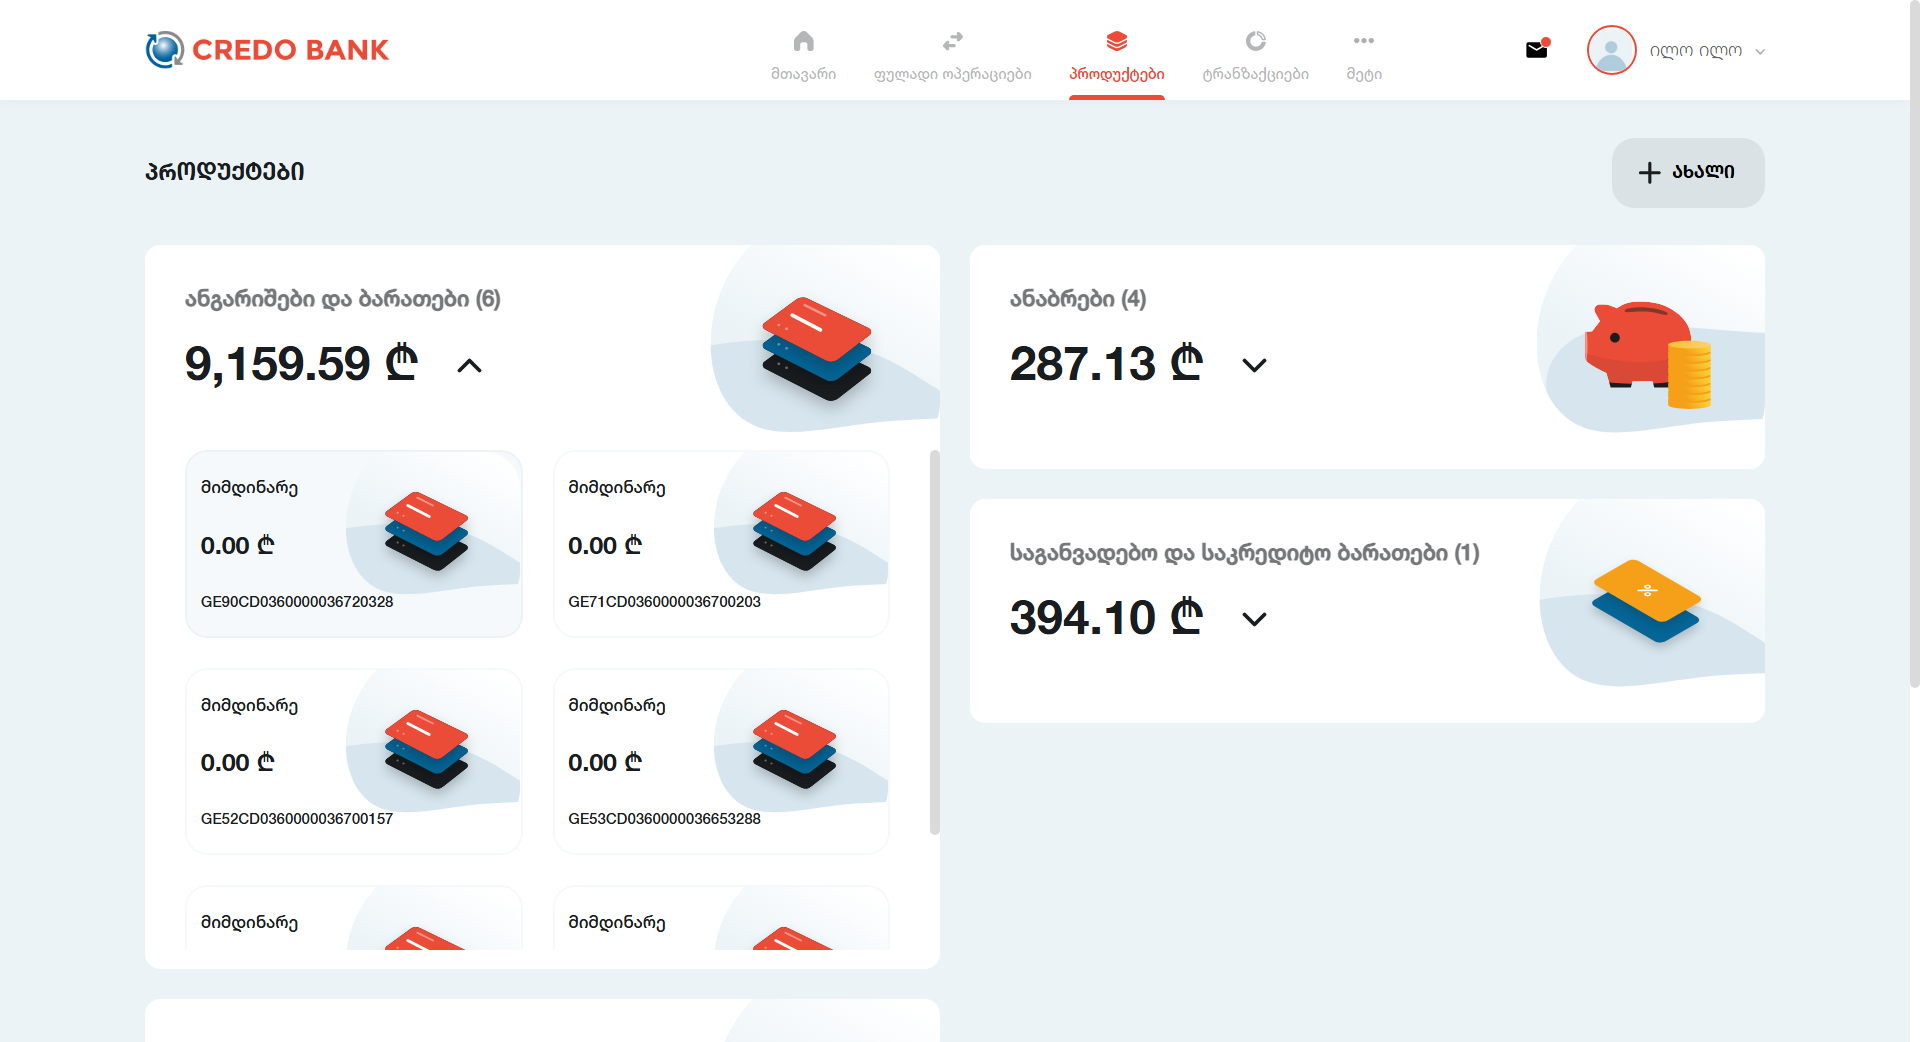 CREDO BANK
მთავარი
ფულადი ოპერაციები
პროდუქტები
ტრანზაქციები
მეტი
ილო ილო
პროდუქტები
ახალი
ანგარიშები და ბარათები (6)
9,159.59 ₾
მიმდინარე
0.00 ₾
GE90CD0360000036720328
მიმდინარე
0.00 ₾
GE71CD0360000036700203
მიმდინარე
0.00 ₾
GE52CD0360000036700157
მიმდინარე
0.00 ₾
GE53CD0360000036653288
მიმდინარე
მიმდინარე
ანაბრები (4)
287.13 ₾
საგანვადებო და საკრედიტო ბარათები (1)
394.10 ₾